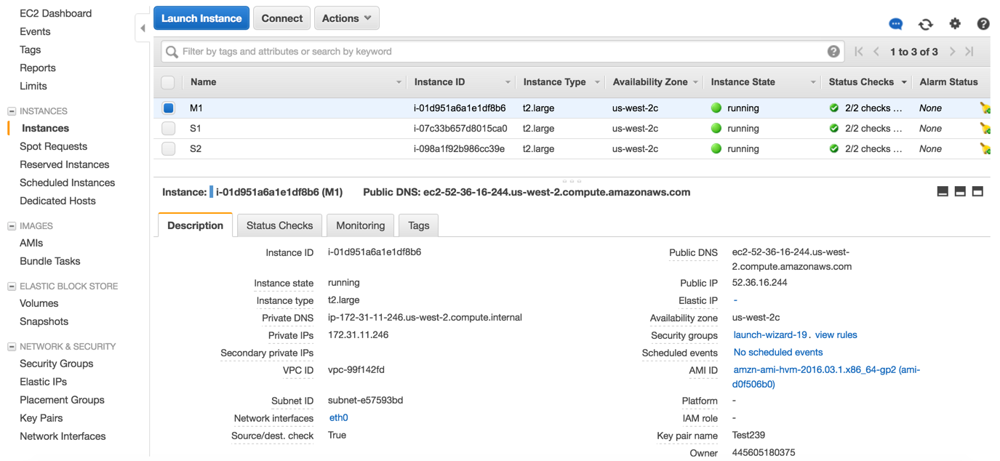 EC2 Dashboard
Events
Tags
Reports
Limits
INSTANCES
Instances
Spot Requests
Reserved Instances
Scheduled Instances
Dedicated Hosts
IMAGES
AMIs
Bundle Tasks
ELASTIC BLOCK STORE
Volumes
Snapshots
NETWORK & SECURITY
Security Groups
Elastic IPs
Placement Groups
Key Pairs
Network Interfaces
Launch Instance Connect Actions
Filter by tags and attributes or search by keyword 1 to 3 of 3
Name Instance ID Instance Type Availability Zone Instance State Status Checks Alarm Status
M1 i-01d951a6a1e1df8b6 t2.large us-west-2c running 2/2 checks ... None
S1 i-07c33b657d8015ca0 t2.large us-west-2c running 2/2 checks ... None
S2 i-098a1f92b986cc39e t2.large us-west-2c running 2/2 checks ... None
Instance: i-01d951a6a1e1df8b6 (M1) Public DNS: ec2-52-36-16-244.us-west-2.compute.amazonaws.com
Description Status Checks Monitoring Tags
Instance ID i-01d951a6a1e1df8b6
Instance state running
Instance type t2.large
Private DNS ip-172-31-11-246.us-west-2.compute.internal
Private IPs 172.31.11.246
Secondary private IPs
VPC ID vpc-99f142fd
Subnet ID subnet-e57593bd
Network interfaces eth0
Source/dest. check True
Public DNS ec2-52-36-16-244.us-west-
2.compute.amazonaws.com
Public IP 52.36.16.244
Elastic IP -
Availability zone us-west-2c
Security groups launch-wizard-19. view rules
Scheduled events No scheduled events
AMI ID amzn-ami-hvm-2016.03.1.x86_64-gp2 (ami-
d0f506b0)
Platform -
IAM role -
Key pair name Test239
Owner 445605180375